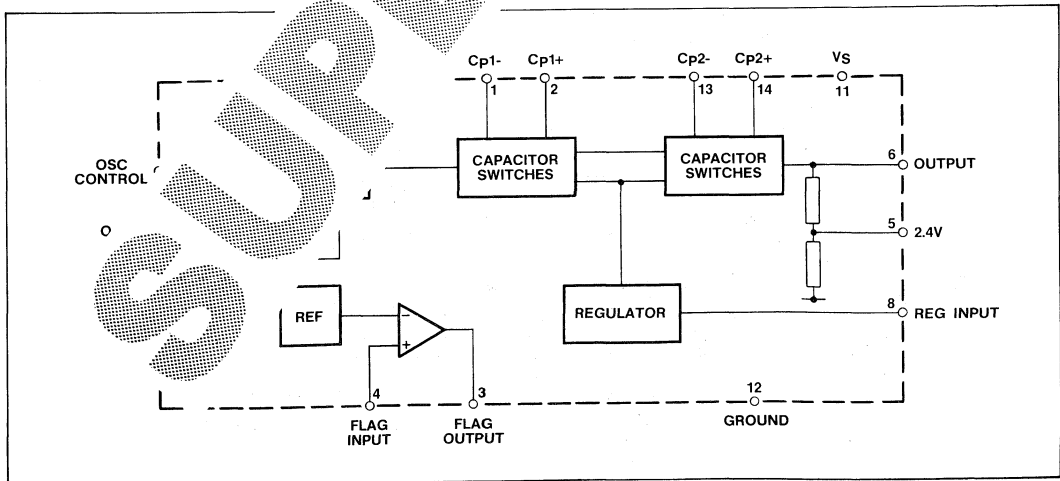 SUPE
Cp1-
Cp1+
Cp2-
Cp2+
VS
1
2
13
14
11
OSC
CONTROL
CAPACITOR
SWITCHES
CAPACITOR
SWITCHES
6
OUTPUT
5
2.4V
REF
-
+
REGULATOR
8
REG INPUT
4
3
12
FLAG
INPUT
FLAG
OUTPUT
GROUND